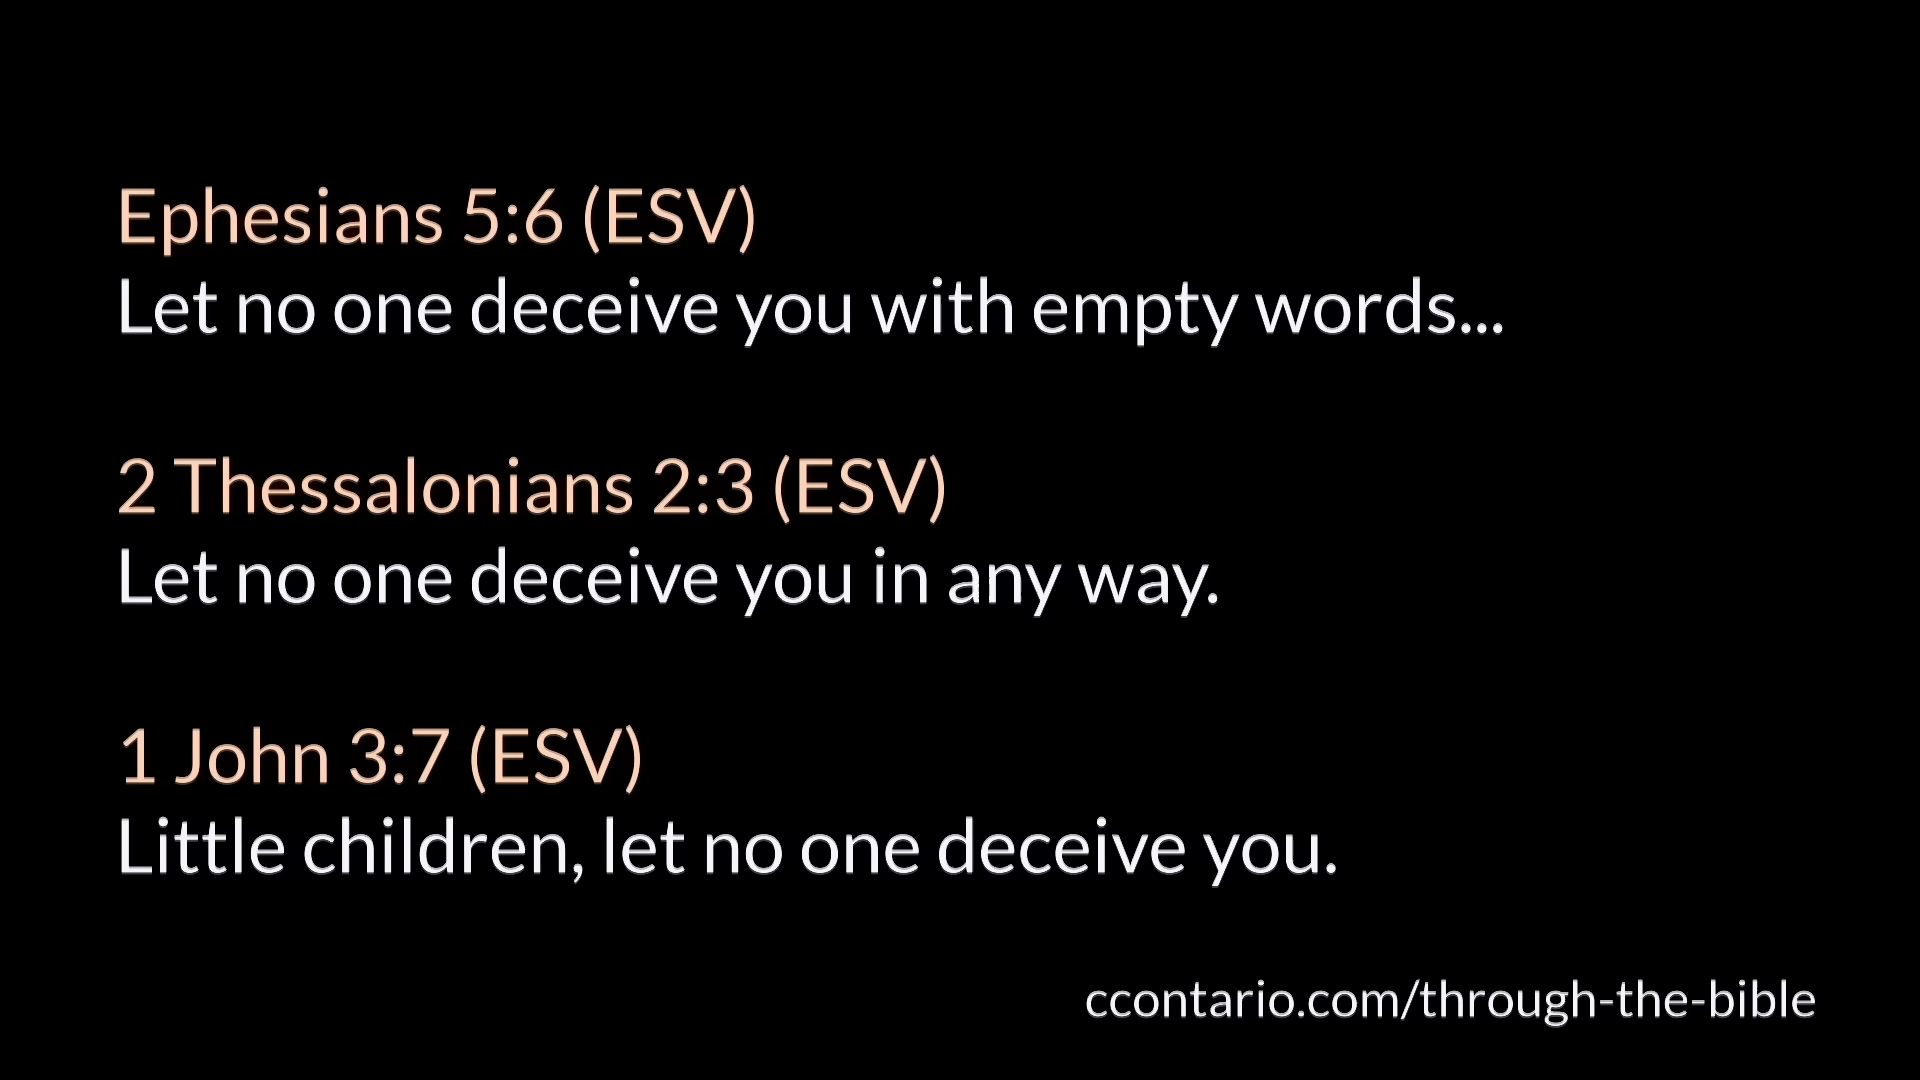 Ephesians 5:6 (ESV)
Let no one deceive you with empty words...
2 Thessalonians 2:3 (ESV)
Let no one deceive you in any way.
1 John 3:7 (ESV)
Little children, let no one deceive you.
ccontario.com/through-the-bible